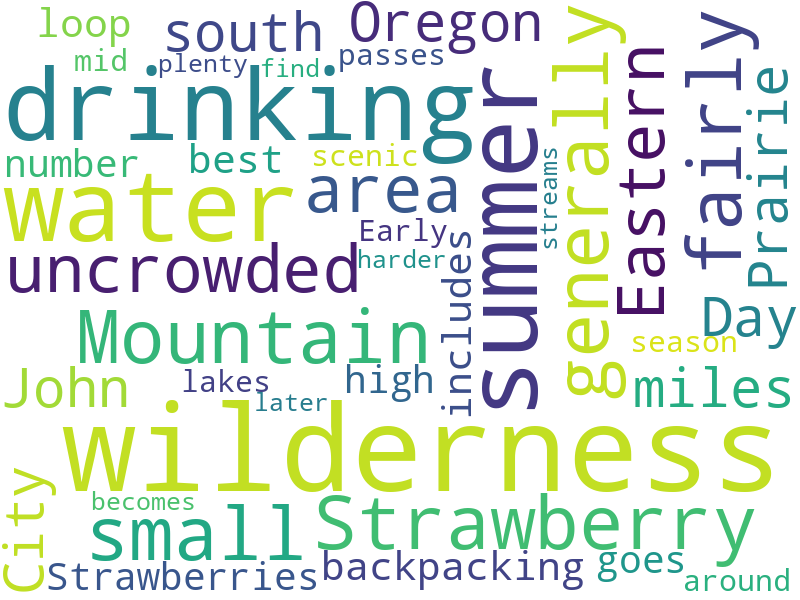 loop
south
Oregon
mid
plenty
find
passes
drinking
number
best
scenic
water
area
Early
uncrowded
harder
streams
summer
generally
Eastern
fairly
Prairie
includes
Mountain
Day
season
John
lakes
later
high
miles
wilderness
City
becomes
small
Strawberry
Strawberries
backpacking
goes
around